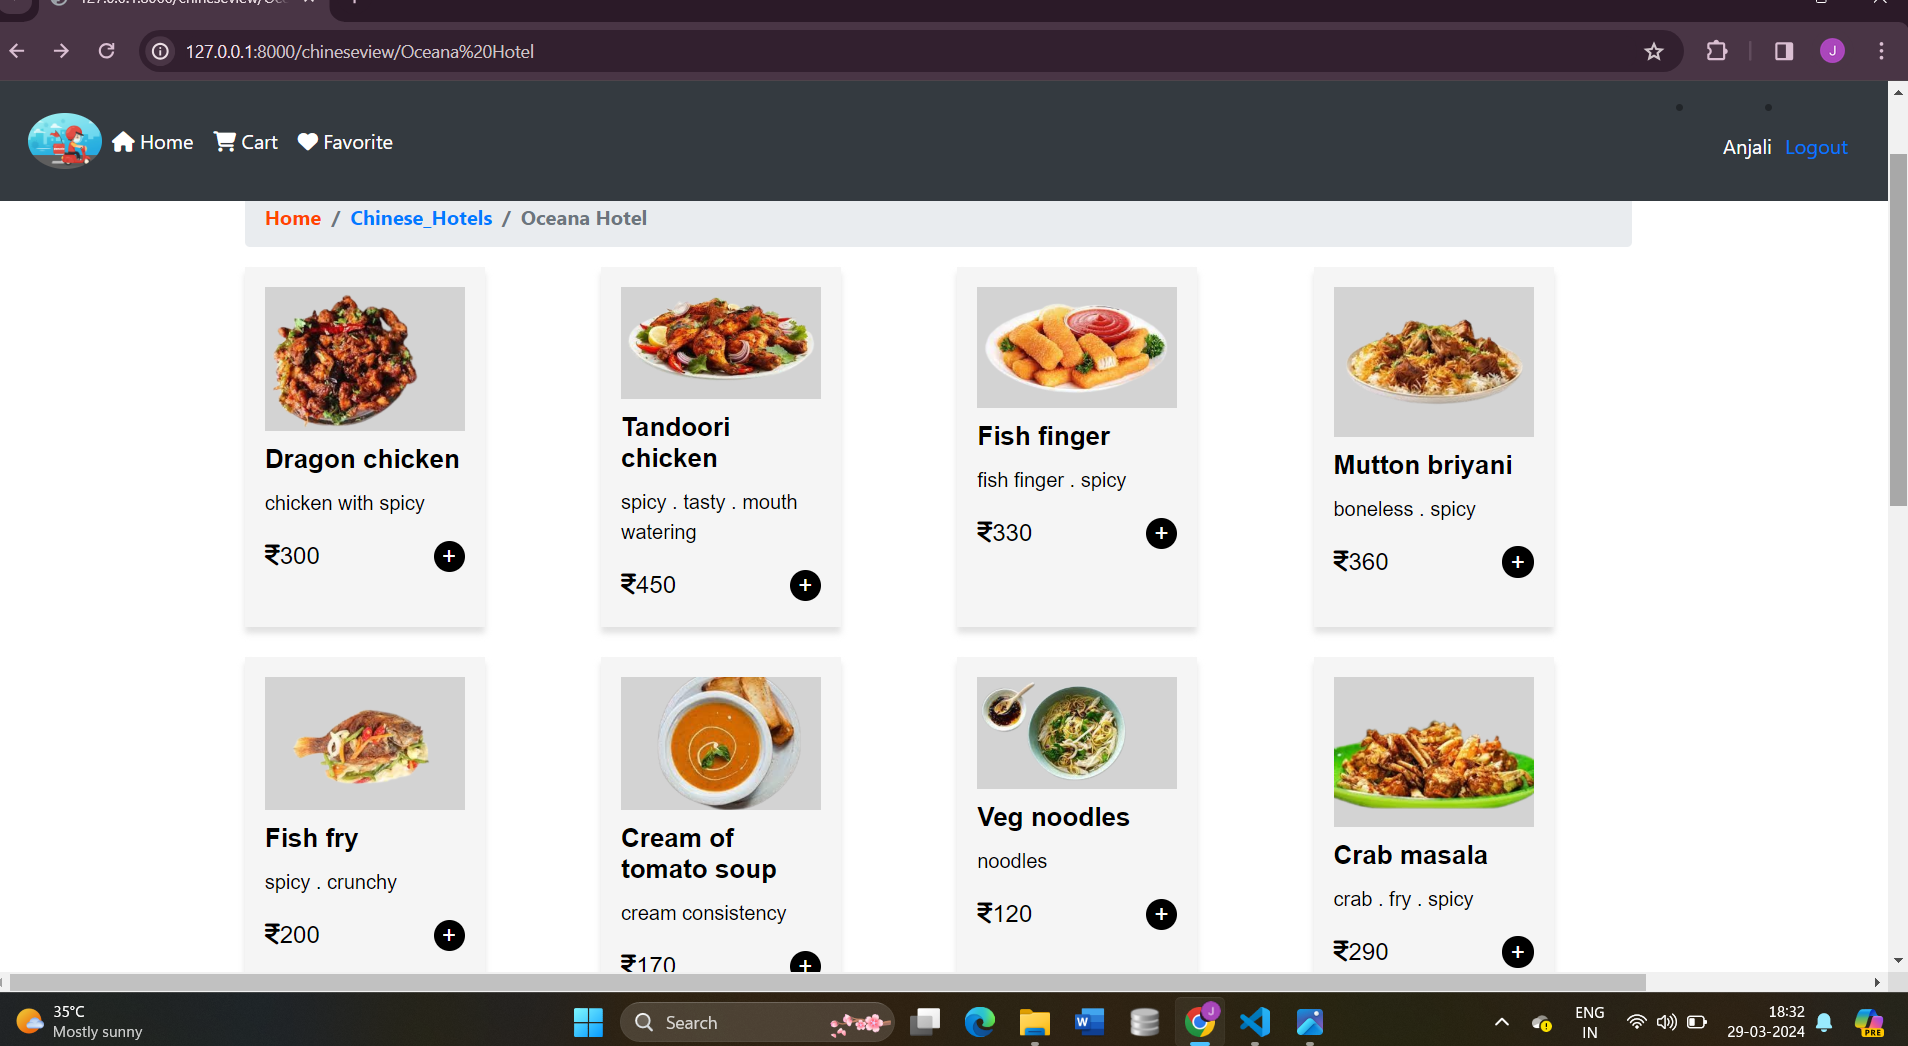 127.0.0.1:8000/chineseview/Oceana%20Hotel
J
Home Cart Favorite
Anjali Logout
Home / Chinese_Hotels / Oceana Hotel
Dragon chicken
chicken with spicy
₹300
+
Tandoori
chicken
spicy . tasty . mouth
watering
₹450
+
Fish finger
fish finger . spicy
₹330
+
Mutton briyani
boneless . spicy
₹360
+
Fish fry
spicy . crunchy
₹200
+
Cream of
tomato soup
cream consistency
₹170
+
Veg noodles
noodles
₹120
+
Crab masala
crab . fry . spicy
₹290
+
35°C
Mostly sunny
Search
W
J
ENG
IN
18:32
29-03-2024
PRE